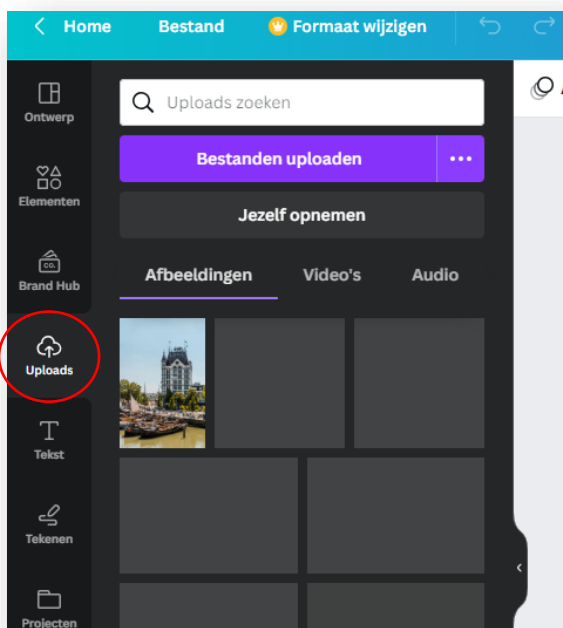 Home Bestand Formaat wijzigen
Ontwerp
Elementen
CO.
Brand Hub
Uploads
Tekst
Tekenen
Projecten
Uploads zoeken
Bestanden uploaden
Jezelf opnemen
Afbeeldingen Video's Audio